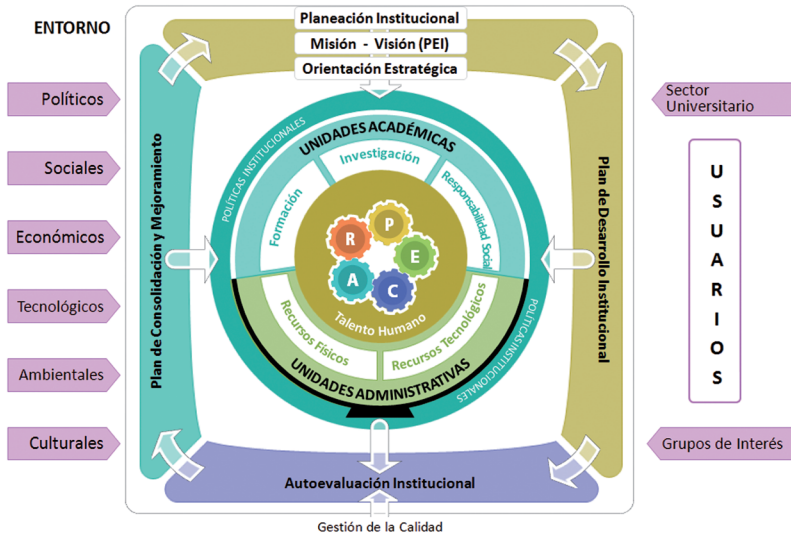 ENTORNO
Políticos
Sociales
Económicos
Tecnológicos
Ambientales
Culturales
Planeación Institucional
Misión - Visión (PEI)
Orientación Estratégica
Plan de Consolidación y Mejoramiento
POLÍTICAS INSTITUCIONALES
UNIDADES ACADÉMICAS
Formación
Investigación
Responsabilidad Social
R
P
E
A
C
Talento Humano
Recursos Físicos
Recursos Tecnológicos
UNIDADES ADMINISTRATIVAS
POLÍTICAS INSTITUCIONALES
Plan de Desarrollo Institucional
Autoevaluación Institucional
Gestión de la Calidad
Sector
Universitario
USUARIOS
Grupos de Interés